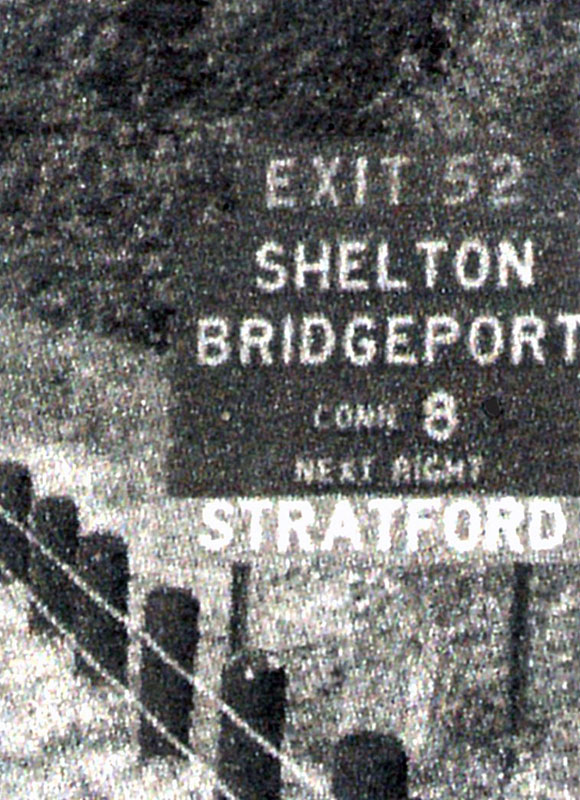 EXIT 52
SHELTON
BRIDGEPORT
CONN 8
NEXT RIGHT
STRATFORD